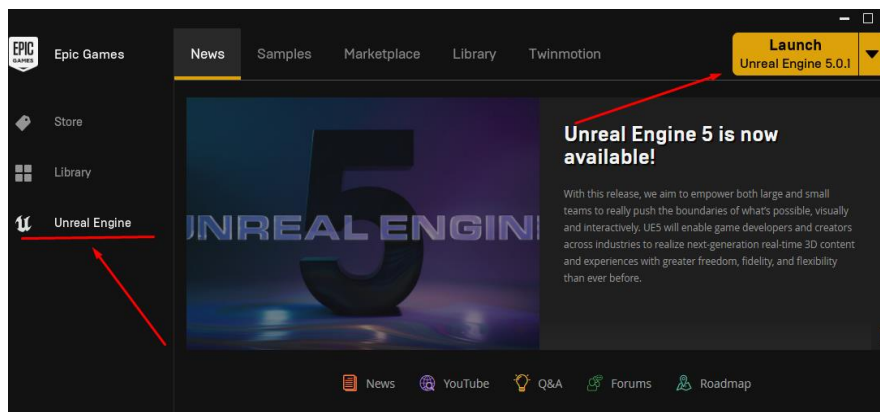 EPIC
GAMES
Epic Games
News
Samples
Marketplace
Library
Twinmotion
Launch
Unreal Engine 5.0.1
Store
Library
Unreal Engine
5
UNREAL ENGIN
Unreal Engine 5 is now
available!
With this release, we aim to empower both large and small
teams to really push the boundaries of what's possible, visually
and interactively. UE5 will enable game developers and creators
across industries to realize next-generation real-time 3D content
and experiences with greater freedom, fidelity, and flexibility
than ever before.
News
YouTube
Q&A
Forums
Roadmap